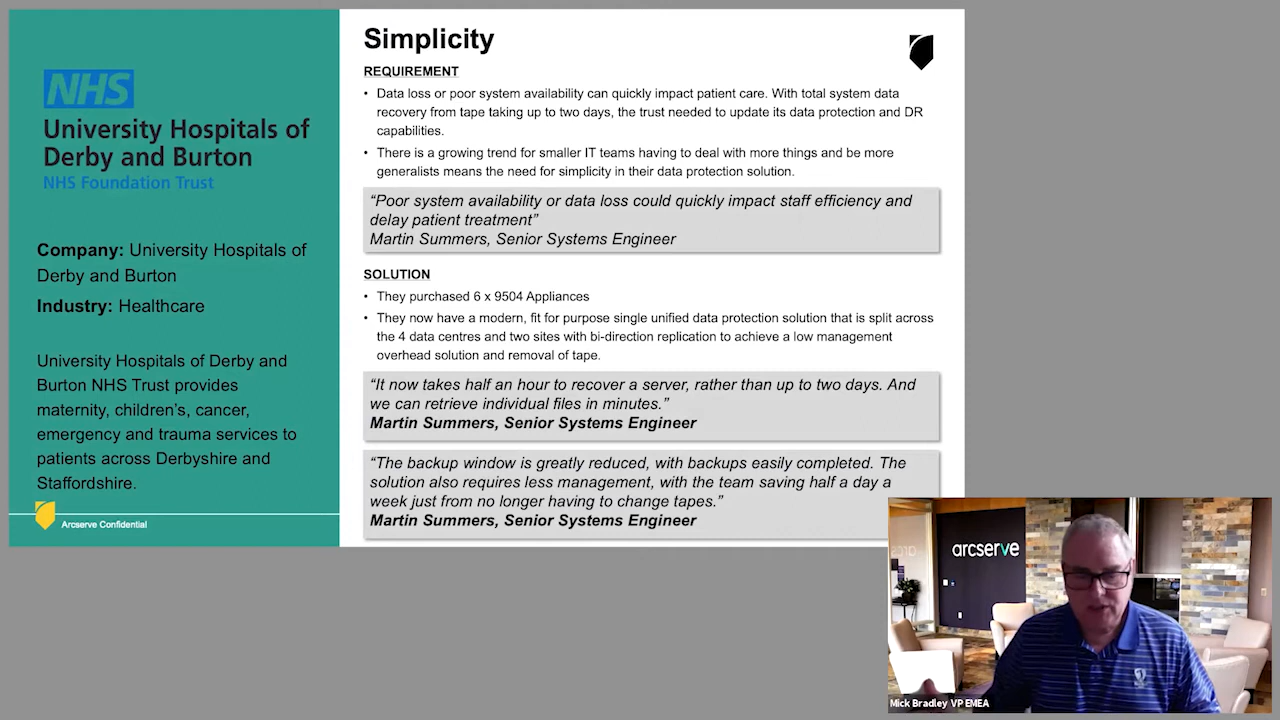 NHS
University Hospitals of
Derby and Burton
NHS Foundation Trust
Company: University Hospitals of
Derby and Burton
Industry: Healthcare
University Hospitals of Derby and
Burton NHS Trust provides
maternity, children's, cancer,
emergency and trauma services to
patients across Derbyshire and
Staffordshire.
Arcserve Confidential
Simplicity
REQUIREMENT
• Data loss or poor system availability can quickly impact patient care. With total system data
recovery from tape taking up to two days, the trust needed to update its data protection and DR
capabilities.
• There is a growing trend for smaller IT teams having to deal with more things and be more
generalists means the need for simplicity in their data protection solution.
“Poor system availability or data loss could quickly impact staff efficiency and
delay patient treatment”
Martin Summers, Senior Systems Engineer
SOLUTION
• They purchased 6 x 9504 Appliances
• They now have a modern, fit for purpose single unified data protection solution that is split across
the 4 data centres and two sites with bi-direction replication to achieve a low management
overhead solution and removal of tape.
“It now takes half an hour to recover a server, rather than up to two days. And
we can retrieve individual files in minutes.”
Martin Summers, Senior Systems Engineer
“The backup window is greatly reduced, with backups easily completed. The
solution also requires less management, with the team saving half a day a
week just from no longer having to change tapes.”
Martin Summers, Senior Systems Engineer
arcserve
Mick Bradley VP EMEA